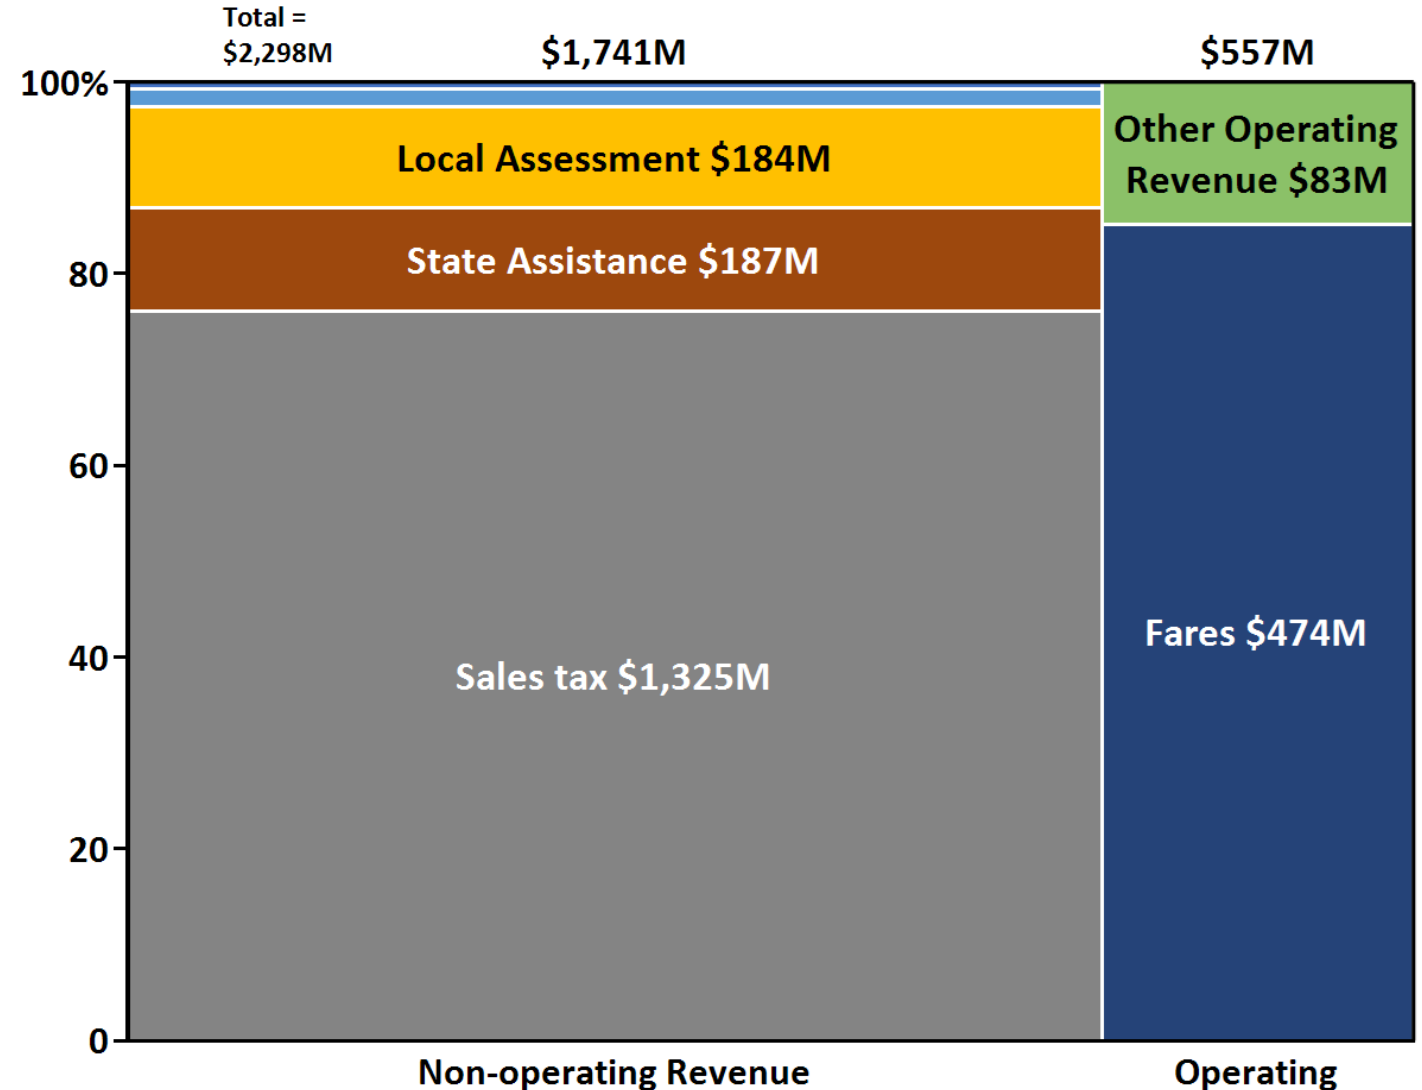 Total =
$2,298M
$1,741M
$557M
100%
80
60
40
20
0
Local Assessment $184M
State Assistance $187M
Sales tax $1,325M
Other Operating
Revenue $83M
Fares $474M
Non-operating Revenue
Operating